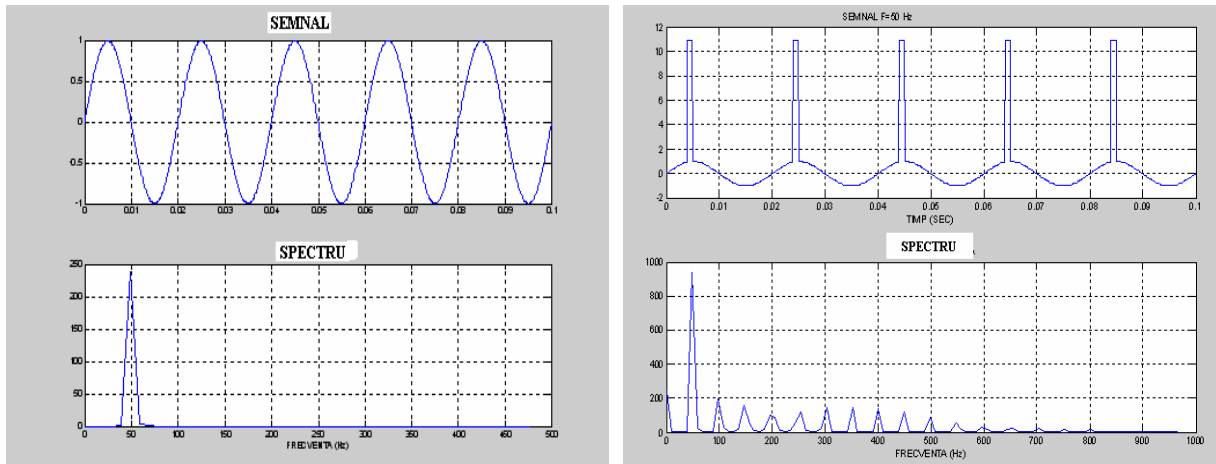 SEMNAL
1
0.5
0
-0.5
-1
0 0.01 0.02 0.03 0.04 0.05 0.06 0.07 0.08 0.09 0.1
SPECTRU
250
200
150
100
50
0
0 50 100 150 200 250 300 350 400 450 500
FRECVENTA (Hz)
SEMNAL F=50 Hz
12
10
8
6
4
2
0
-2
0 0.01 0.02 0.03 0.04 0.05 0.06 0.07 0.08 0.09 0.1
TIMP (SEC)
SPECTRU
1000
800
600
400
200
0
0 100 200 300 400 500 600 700 800 900 1000
FRECVENTA (Hz)